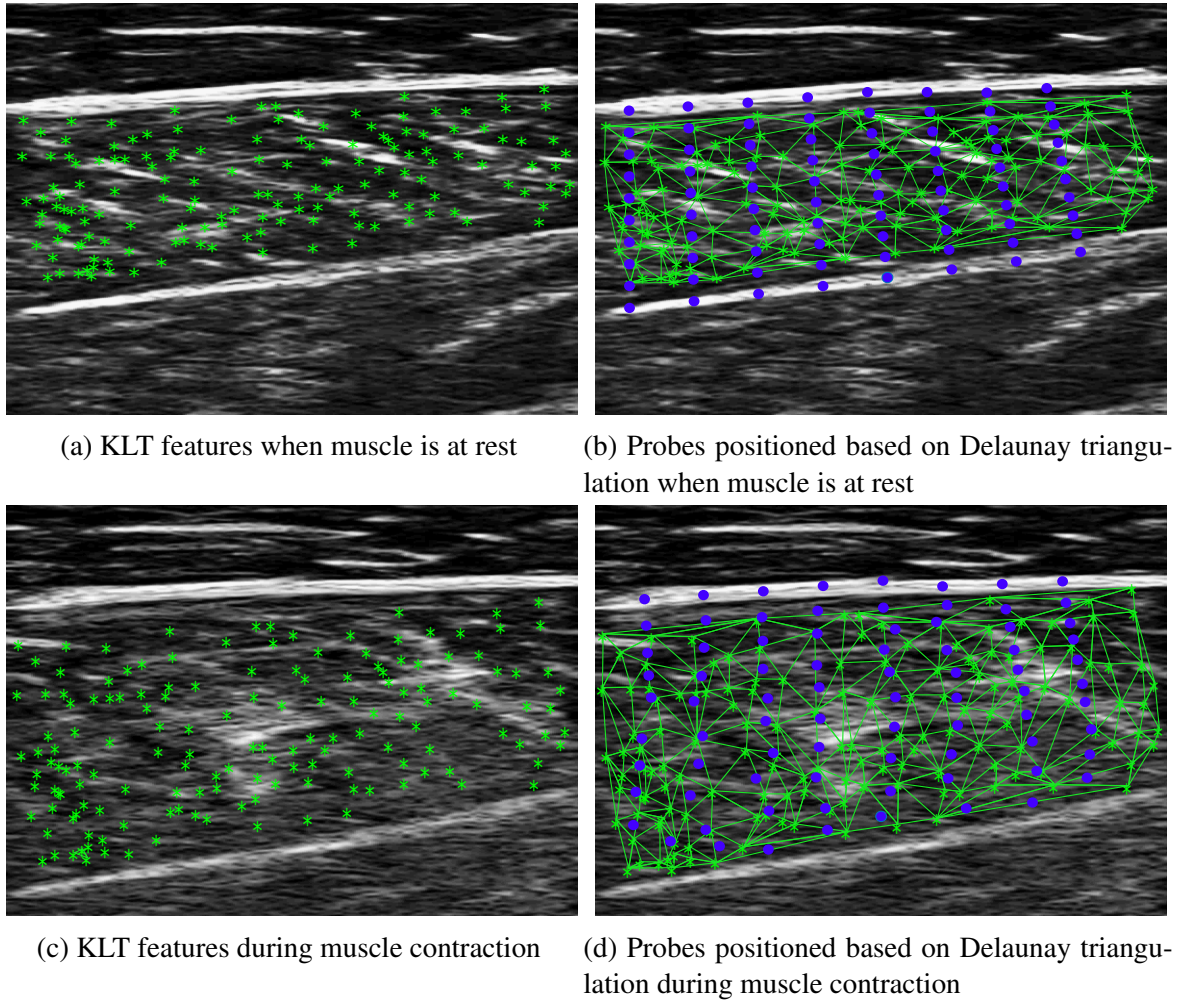 (a) KLT features when muscle is at rest
(b) Probes positioned based on Delaunay triangu-
lation when muscle is at rest
(c) KLT features during muscle contraction
(d) Probes positioned based on Delaunay triangu-
lation during muscle contraction